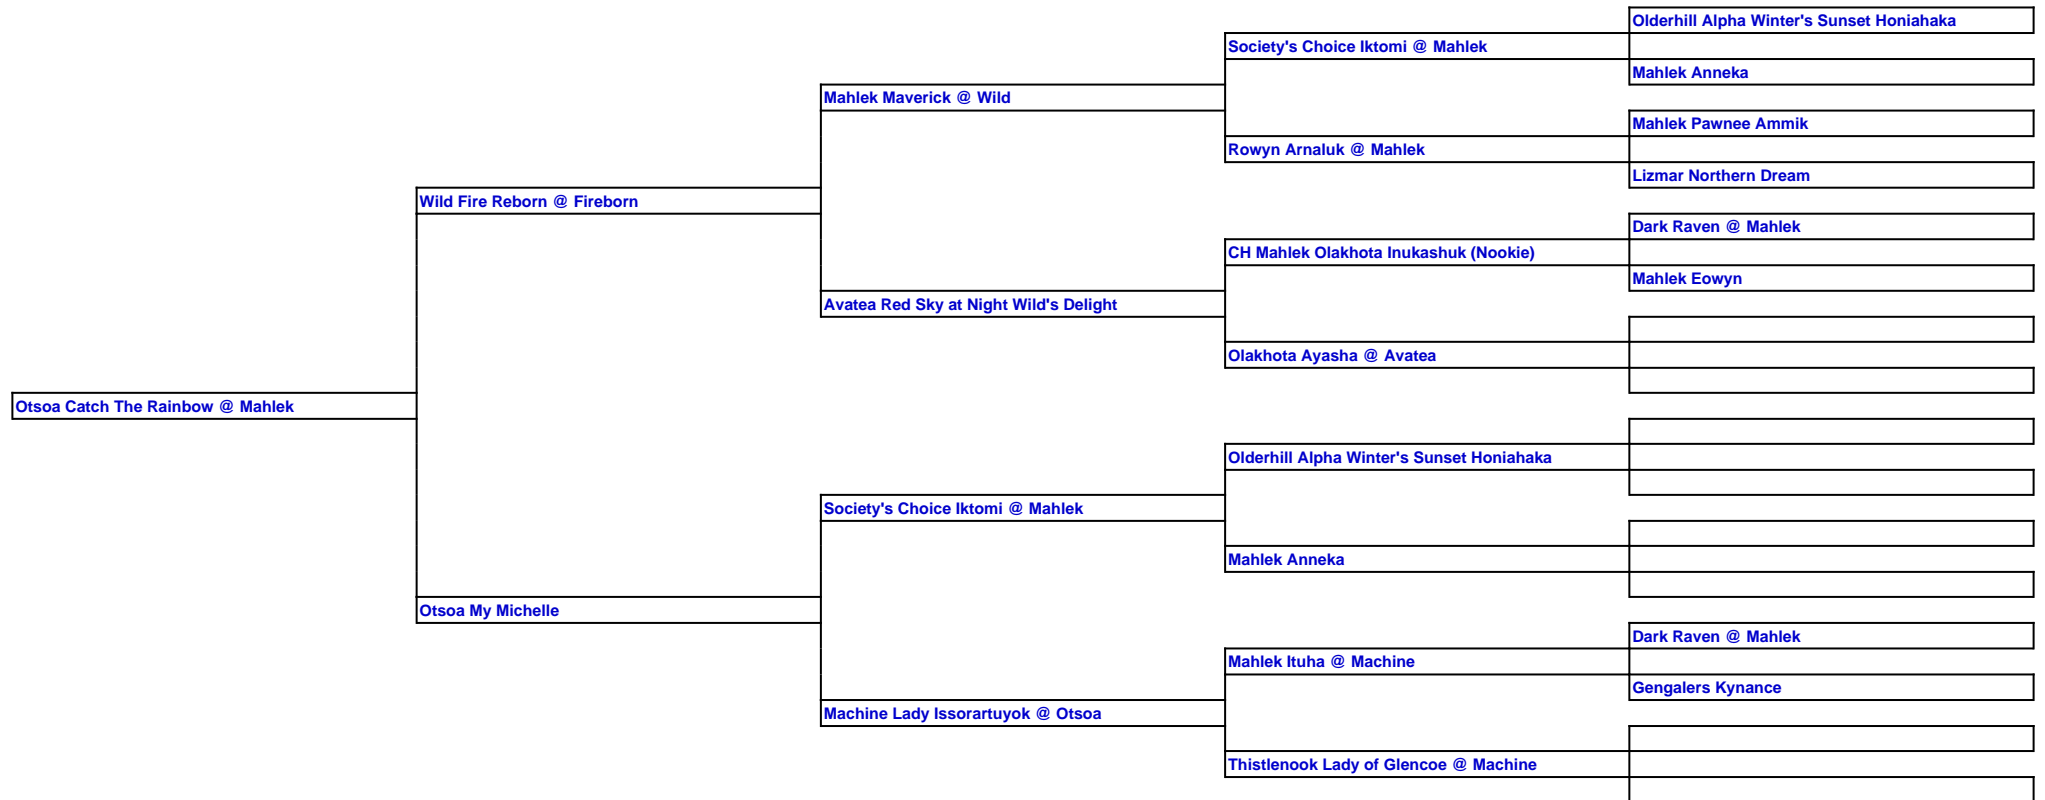 Olderhill Alpha Winter's Sunset Honiahaka
Society's Choice Iktomi @ Mahlek
Mahlek Anneka
Mahlek Maverick @ Wild
Mahlek Pawnee Ammik
Rowyn Arnaluk @ Mahlek
Lizmar Northern Dream
Wild Fire Reborn @ Fireborn
Dark Raven @ Mahlek
CH Mahlek Olakhota Inukashuk (Nookie)
Mahlek Eowyn
Avatea Red Sky at Night Wild's Delight
Olakhota Ayasha @ Avatea
Otsoa Catch The Rainbow @ Mahlek
Olderhill Alpha Winter's Sunset Honiahaka
Society's Choice Iktomi @ Mahlek
Mahlek Anneka
Otsoa My Michelle
Dark Raven @ Mahlek
Mahlek Ituha @ Machine
Gengalers Kynance
Machine Lady Issorartuyok @ Otsoa
Thistlenook Lady of Glencoe @ Machine